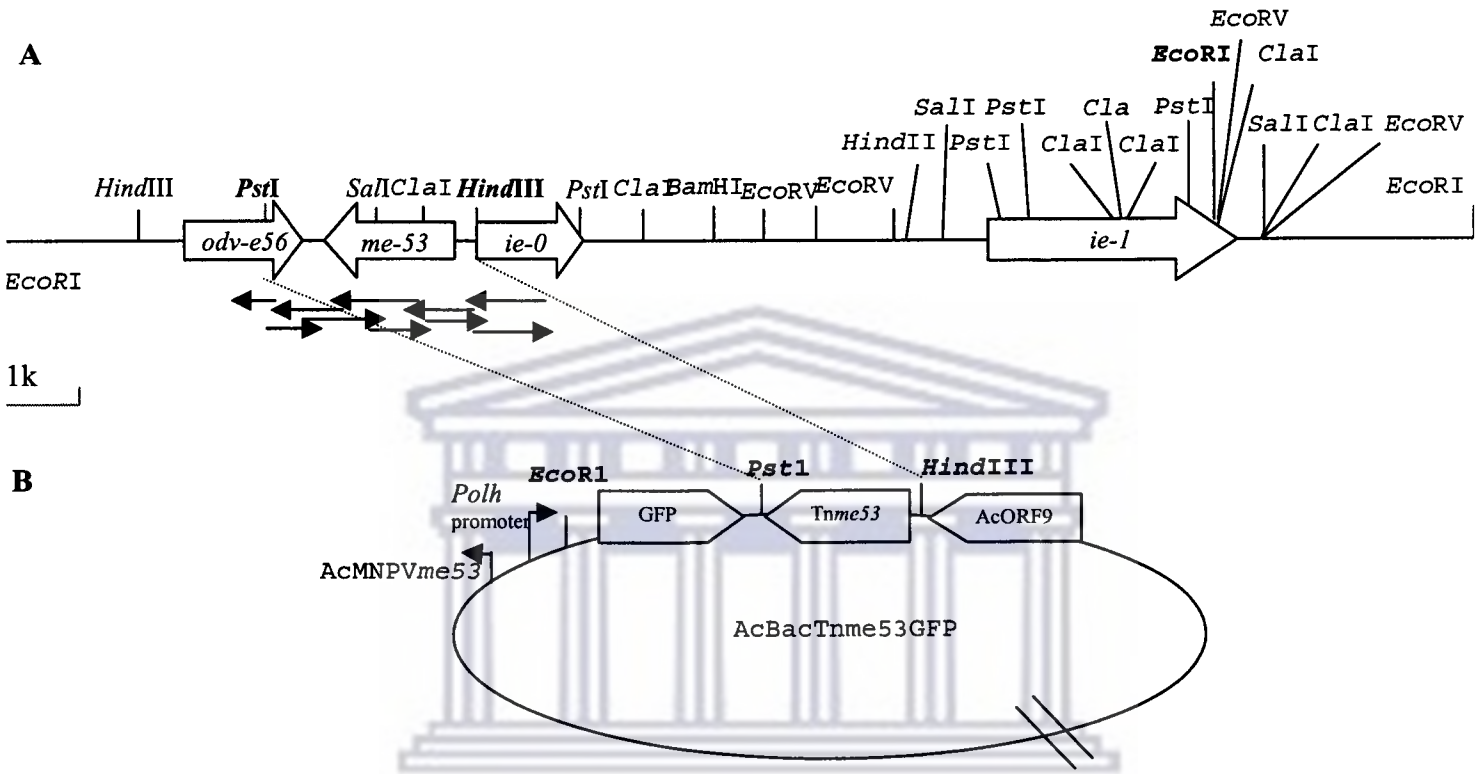 A
EcoRV
EcoRI ClaI
SalI PstI Cla PstI
HindII PstI ClaI ClaI SalI ClaI EcoRV
HindIII PstI SalI ClaI HindIII PstI ClaI BamHI EcoRV EcoRV EcoRI
odv-e56 me-53 ie-0 ie-1
EcoRI
1k
B
EcoR1 Pst1 HindIII
Polh
promoter
GFP Tnme53 AcORF9
AcMNPVme53
AcBacTnme53GFP